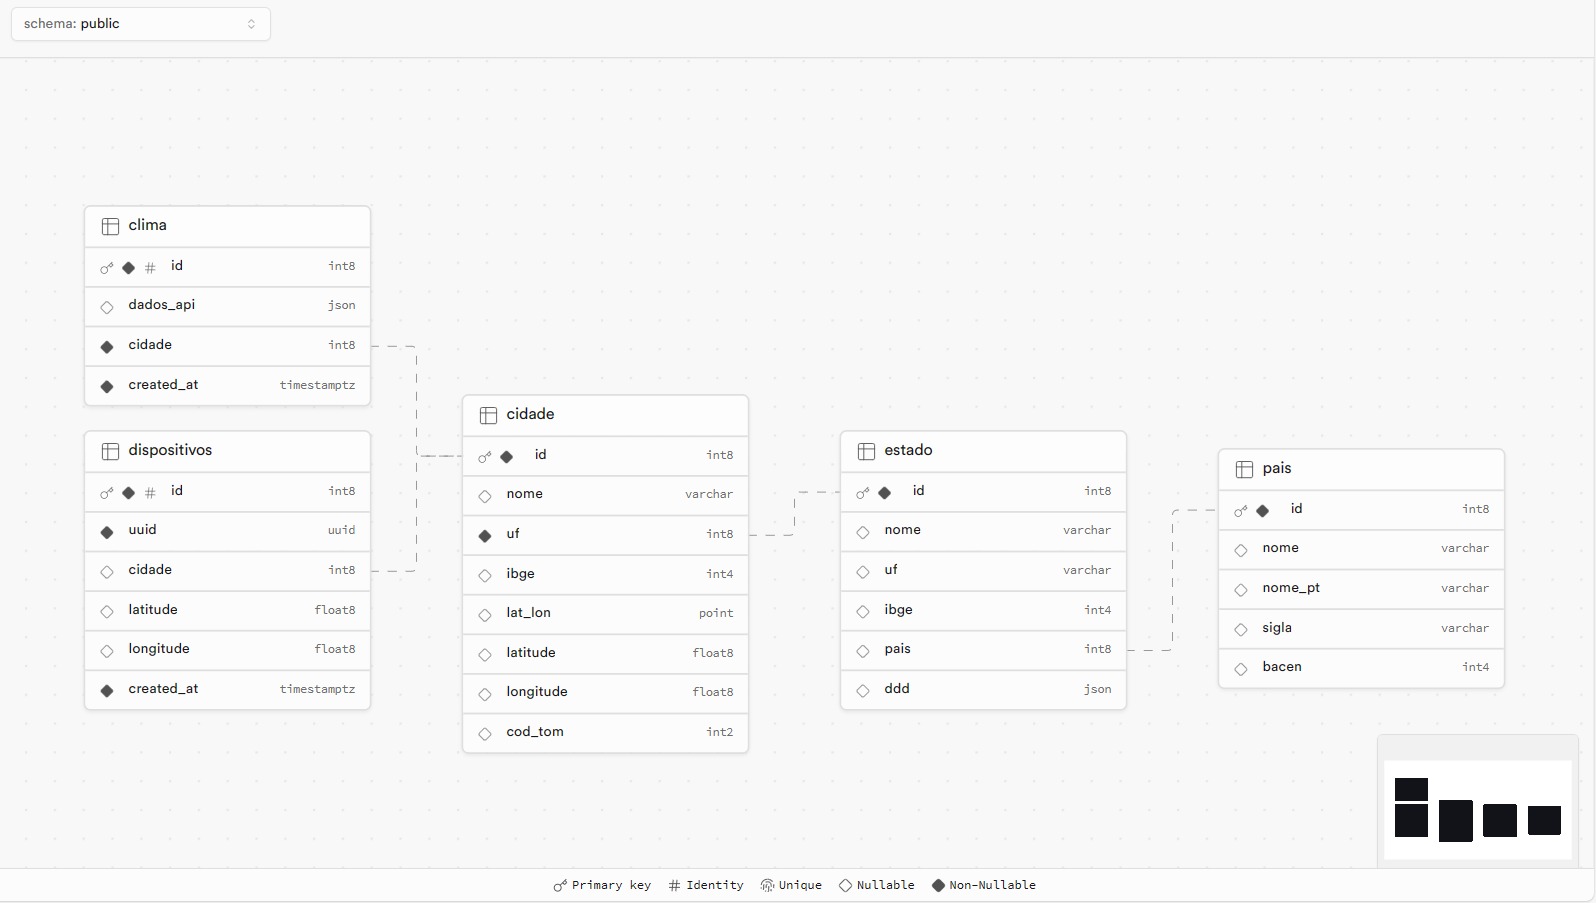 schema: public
clima
id int8
dados_api json
cidade int8
created_at timestamptz
dispositivos
id int8
uuid uuid
cidade int8
latitude float8
longitude float8
created_at timestamptz
cidade
id int8
nome varchar
uf int8
ibge int4
lat_lon point
latitude float8
longitude float8
cod_tom int2
estado
id int8
nome varchar
uf varchar
ibge int4
pais int8
ddd json
pais
id int8
nome varchar
nome_pt varchar
sigla varchar
bacen int4
Primary key # Identity Unique Nullable Non-Nullable